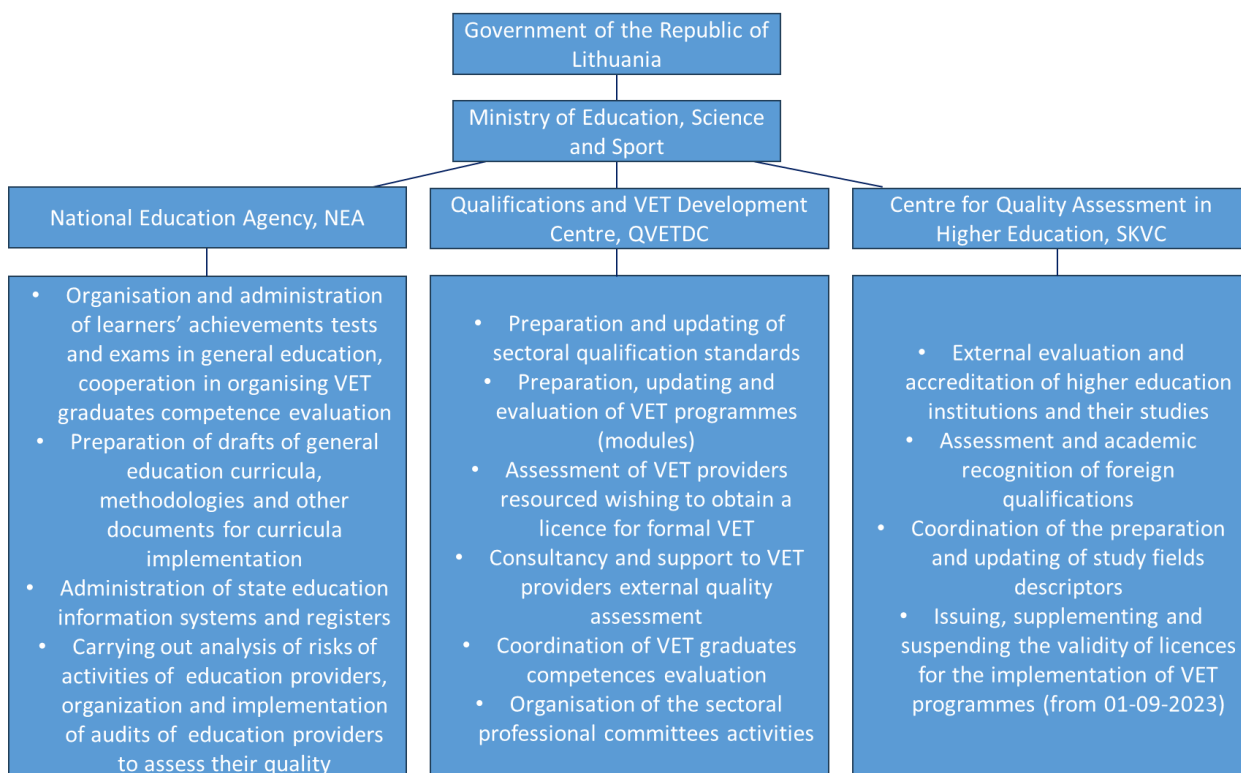 Government of the Republic of
Lithuania
Ministry of Education, Science
and Sport
National Education Agency, NEA
• Organisation and administration
of learners’ achievements tests
and exams in general education,
cooperation in organising VET
graduates competence evaluation
• Preparation of drafts of general
education curricula,
methodologies and other
documents for curricula
implementation
• Administration of state education
information systems and registers
• Carrying out analysis of risks of
activities of education providers,
organization and implementation
of audits of education providers
to assess their quality
Qualifications and VET Development
Centre, QVETDC
• Preparation and updating of
sectoral qualification standards
• Preparation, updating and
evaluation of VET programmes
(modules)
• Assessment of VET providers
resourced wishing to obtain a
licence for formal VET
• Consultancy and support to VET
providers external quality
assessment
• Coordination of VET graduates
competences evaluation
• Organisation of the sectoral
professional committees activities
Centre for Quality Assessment in
Higher Education, SKVC
• External evaluation and
accreditation of higher education
institutions and their studies
• Assessment and academic
recognition of foreign
qualifications
• Coordination of the preparation
and updating of study fields
descriptors
• Issuing, supplementing and
suspending the validity of licences
for the implementation of VET
programmes (from 01-09-2023)